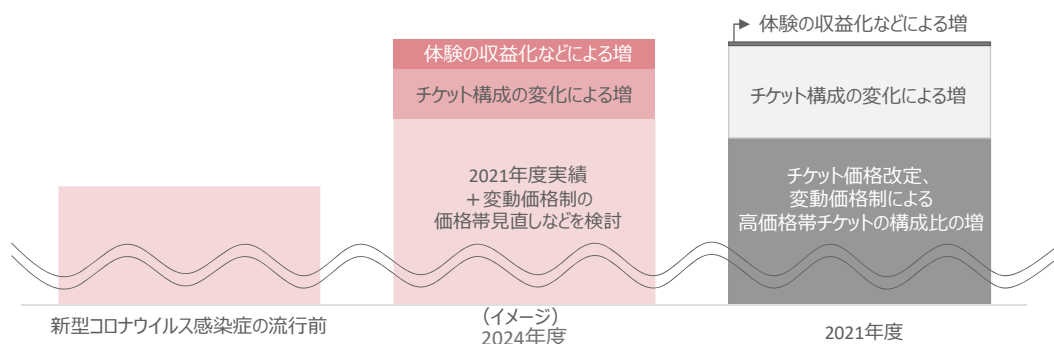 体験の収益化などによる増
体験の収益化などによる増
チケット構成の変化による増
チケット構成の変化による増
2021年度実績
＋変動価格制の
価格帯見直しなどを検討
チケット価格改定、
変動価格制による
高価格帯チケットの構成比の増
新型コロナウイルス感染症の流行前
（イメージ）
2024年度
2021年度